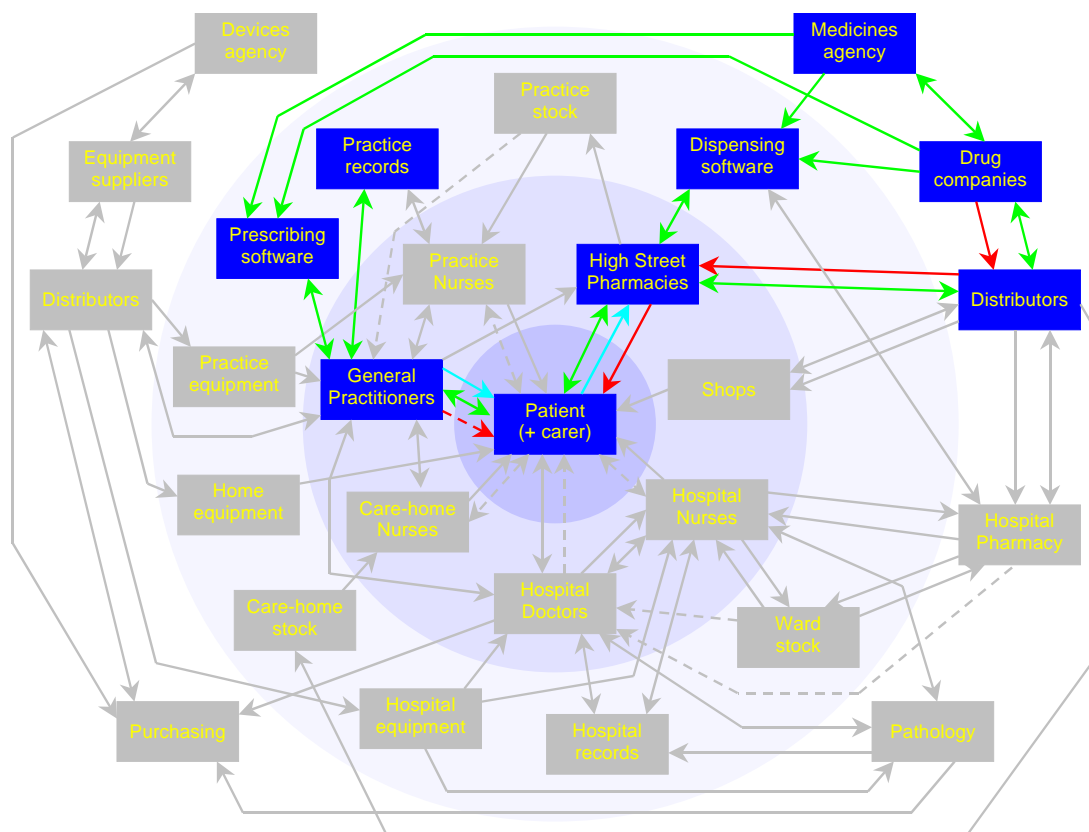 Devices
agency
Medicines
agency
Practice
stock
Equipment
suppliers
Practice
records
Dispensing
software
Drug
companies
Prescribing
software
Practice
Nurses
High Street
Pharmacies
Distributors
Distributors
Practice
equipment
General
Practitioners
Shops
Patient
(+ carer)
Home
equipment
Care-home
Nurses
Hospital
Nurses
Hospital
Pharmacy
Care-home
stock
Hospital
Doctors
Ward
stock
Purchasing
Hospital
equipment
Hospital
records
Pathology